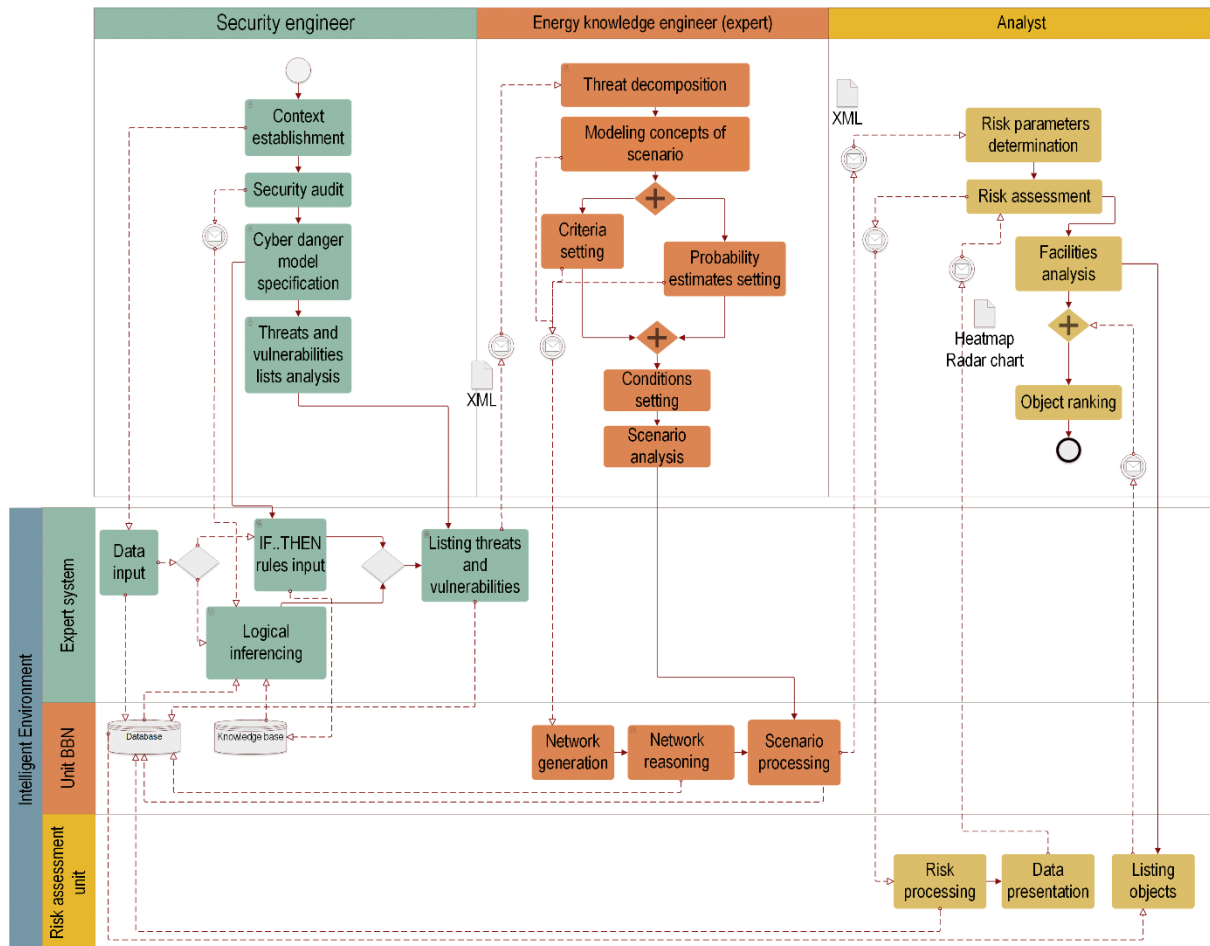 Security engineer
Energy knowledge engineer (expert)
Analyst
Context
establishment
Security audit
Cyber danger
model
specification
Threats and
vulnerabilities
lists analysis
XML
Threat decomposition
Modeling concepts of
scenario
Criteria
setting
Probability
estimates setting
Conditions
setting
Scenario
analysis
XML
Risk parameters
determination
Risk assessment
Facilities
analysis
Heatmap
Radar chart
Object ranking
Intelligent Environment
Expert system
Data
input
IF..THEN
rules input
Listing threats
and
vulnerabilities
Logical
inferencing
Unit BBN
Database
Knowledge base
Network
generation
Network
reasoning
Scenario
processing
Risk assessment
unit
Risk
processing
Data
presentation
Listing
objects